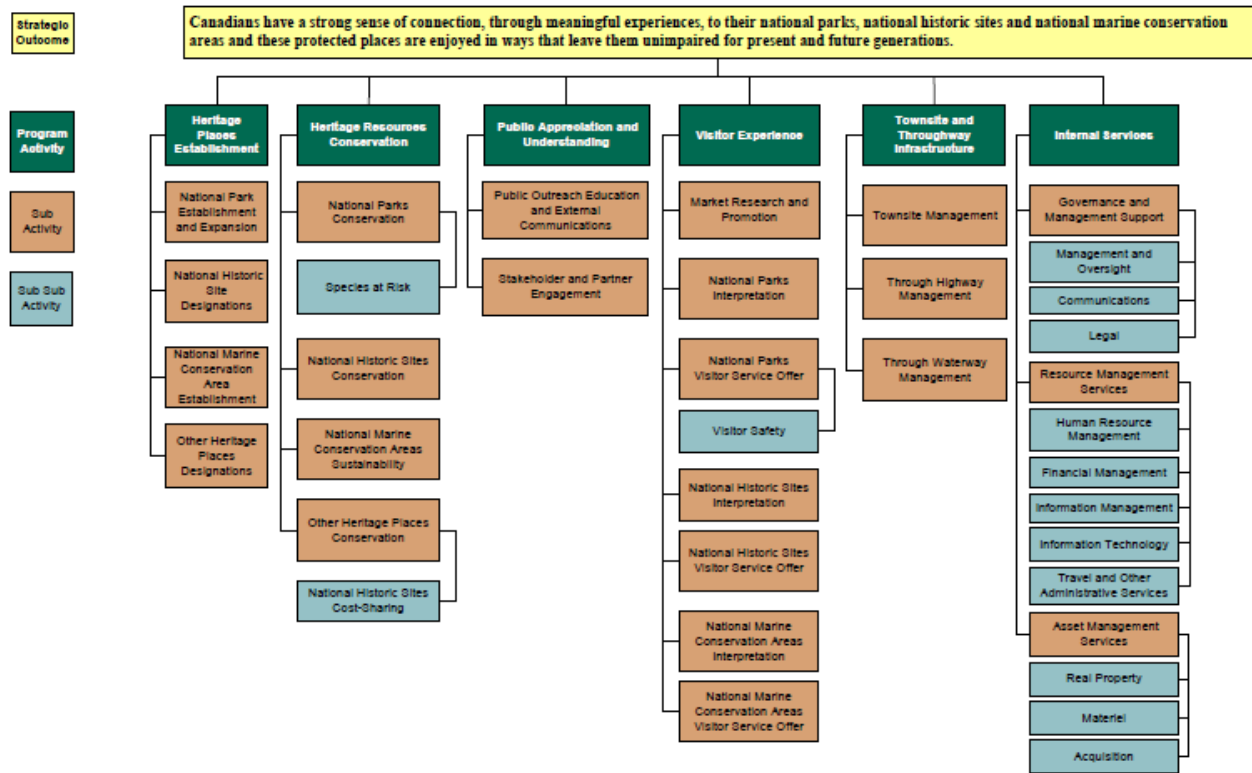 Strategic
Outcome
Canadians have a strong sense of connection, through meaningful experiences, to their national parks, national historic sites and national marine conservation
areas and these protected places are enjoyed in ways that leave them unimpaired for present and future generations.
Program
Activity
Sub
Activity
Sub Sub
Activity
Heritage
Places
Establishment
National Park
Establishment
and Expansion
National Historic
Site
Designations
National Marine
Conservation
Area
Establishment
Other Heritage
Places
Designations
Heritage Resources
Conservation
National Parks
Conservation
Species at Risk
National Historic Sites
Conservation
National Marine
Conservation Areas
Sustainability
Other Heritage Places
Conservation
National Historic Sites
Cost-Sharing
Public Appreciation and
Understanding
Public Outreach Education
and External
Communications
Stakeholder and Partner
Engagement
Visitor Experience
Market Research and
Promotion
National Parks
Interpretation
National Parks
Visitor Service Offer
Visitor Safety
National Historic Sites
Interpretation
National Historic Sites
Visitor Service Offer
National Marine
Conservation Areas
Interpretation
National Marine
Conservation Areas
Visitor Service Offer
Townsite and
Throughway
Infrastructure
Townsite Management
Through Highway
Management
Through Waterway
Management
Internal Services
Governance and
Management Support
Management and
Oversight
Communications
Legal
Resource Management
Services
Human Resource
Management
Financial Management
Information Management
Information Technology
Travel and Other
Administrative Services
Asset Management
Services
Real Property
Materiel
Acquisition